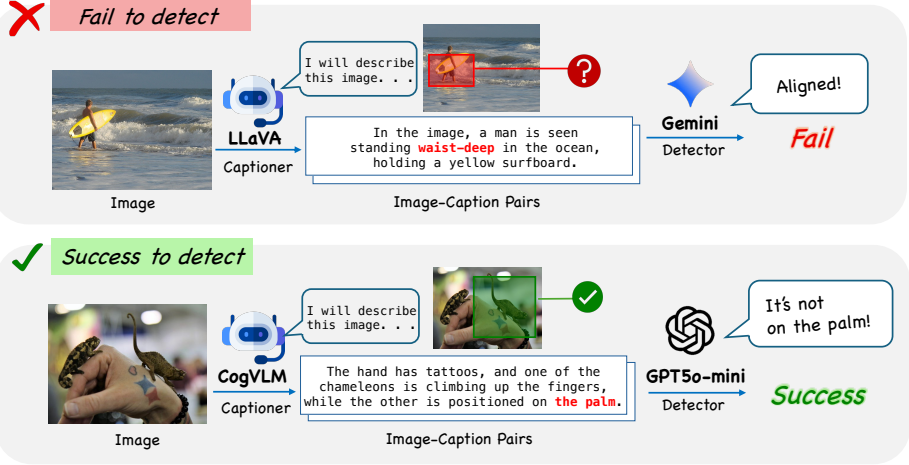 Fail to detect
I will describe
this image. . .
?
LLaVA
Captioner
In the image, a man is seen
standing waist-deep in the ocean,
holding a yellow surfboard.
Gemini
Detector
Aligned!
Fail
Image
Image-Caption Pairs
Success to detect
I will describe
this image. . .
CogVLM
Captioner
The hand has tattoos, and one of the
chameleons is climbing up the fingers,
while the other is positioned on the palm.
GPT5o-mini
Detector
It's not
on the palm!
Success
Image
Image-Caption Pairs